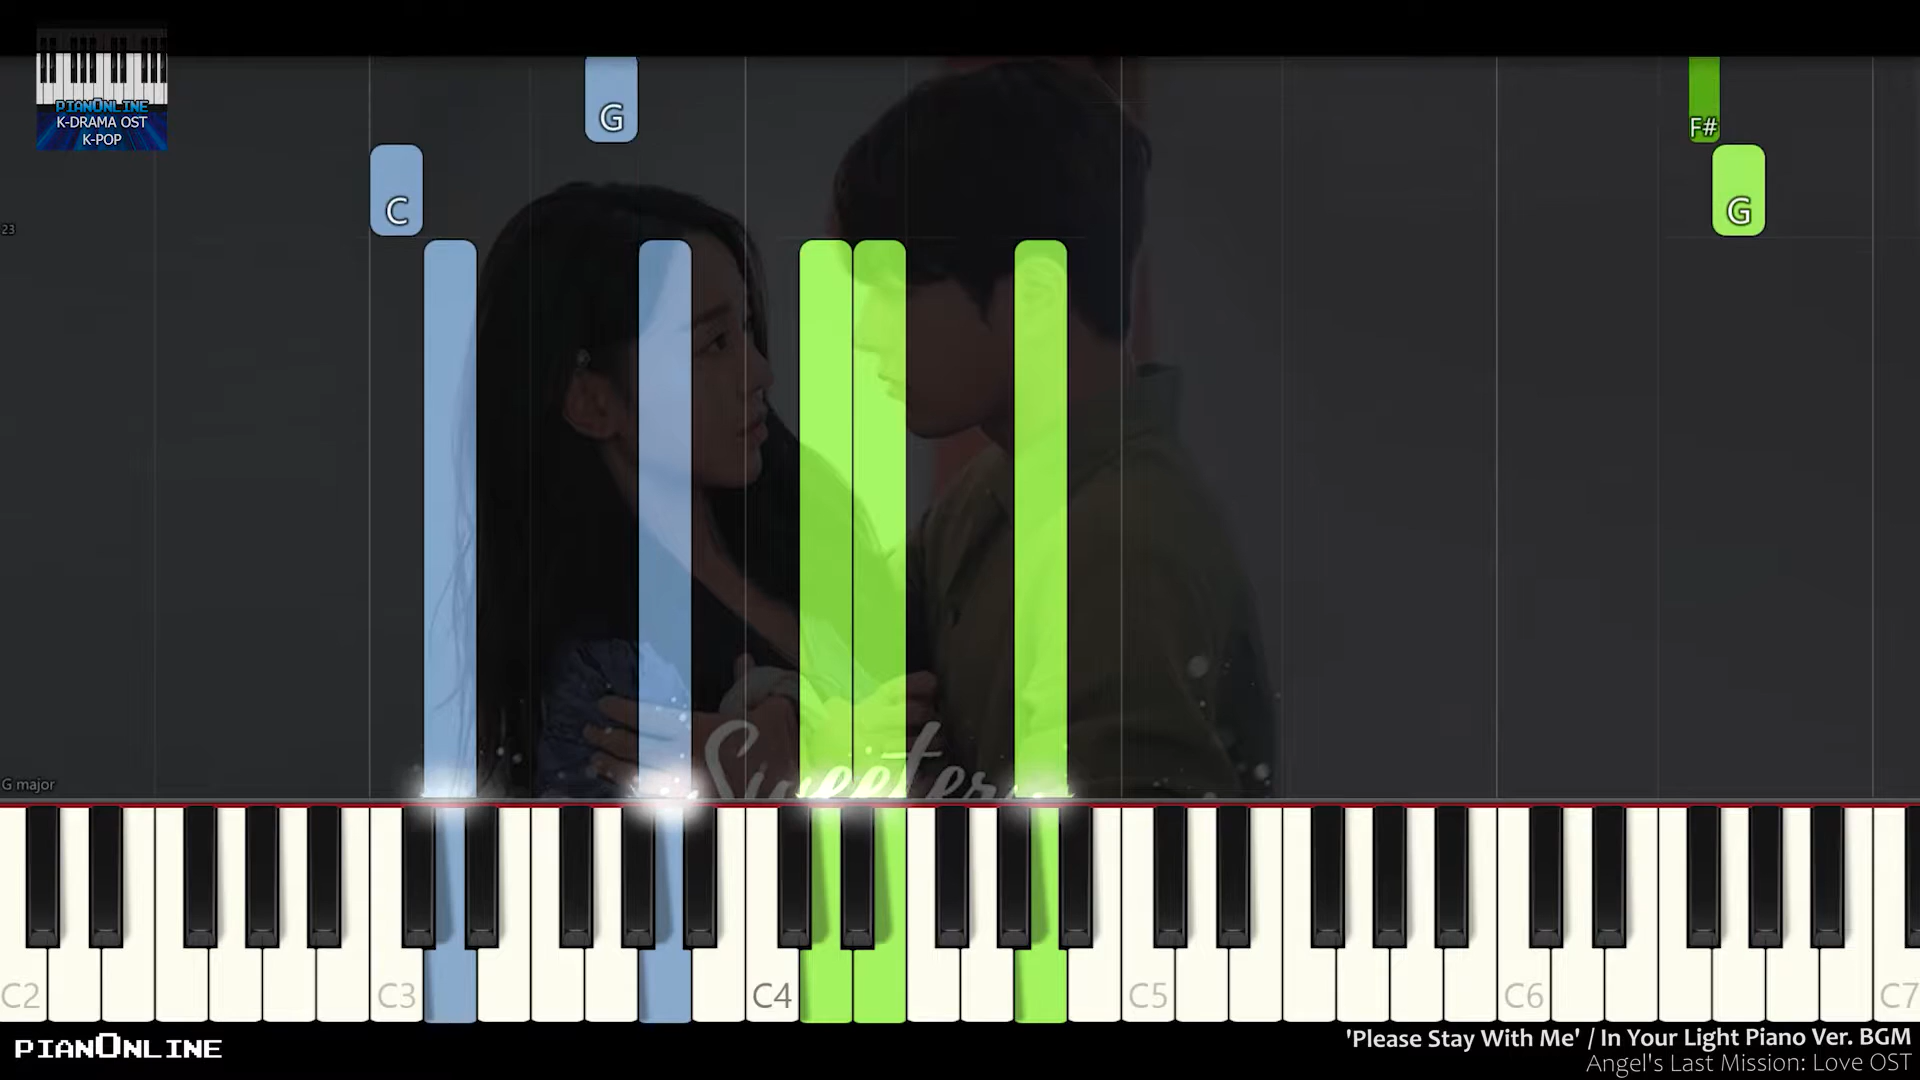 PIANONLINE
K-DRAMA OST
K-POP
G
C
F#
G
23
Sweeter
G major
C2
C3
C4
C5
C6
C7
PIANONLINE
'Please Stay With Me' / In Your Light Piano Ver. BGM
Angel's Last Mission: Love OST